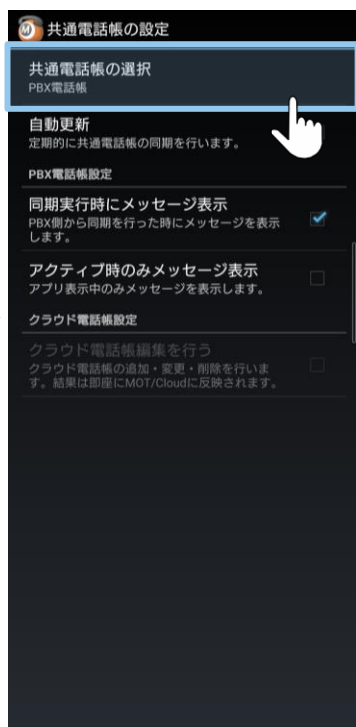 共通電話帳の設定
共通電話帳の選択
PBX電話帳
自動更新
定期的に共通電話帳の同期を行います。
PBX電話帳設定
同期実行時にメッセージ表示
PBX側から同期を行った時にメッセージを表示
します。
アクティブ時のみメッセージ表示
アプリ表示中のみメッセージを表示します。
クラウド電話帳設定
クラウド電話帳編集を行う
クラウド電話帳の追加・変更・削除を行いま
す。結果は即座にMOT/Cloudに反映されます。